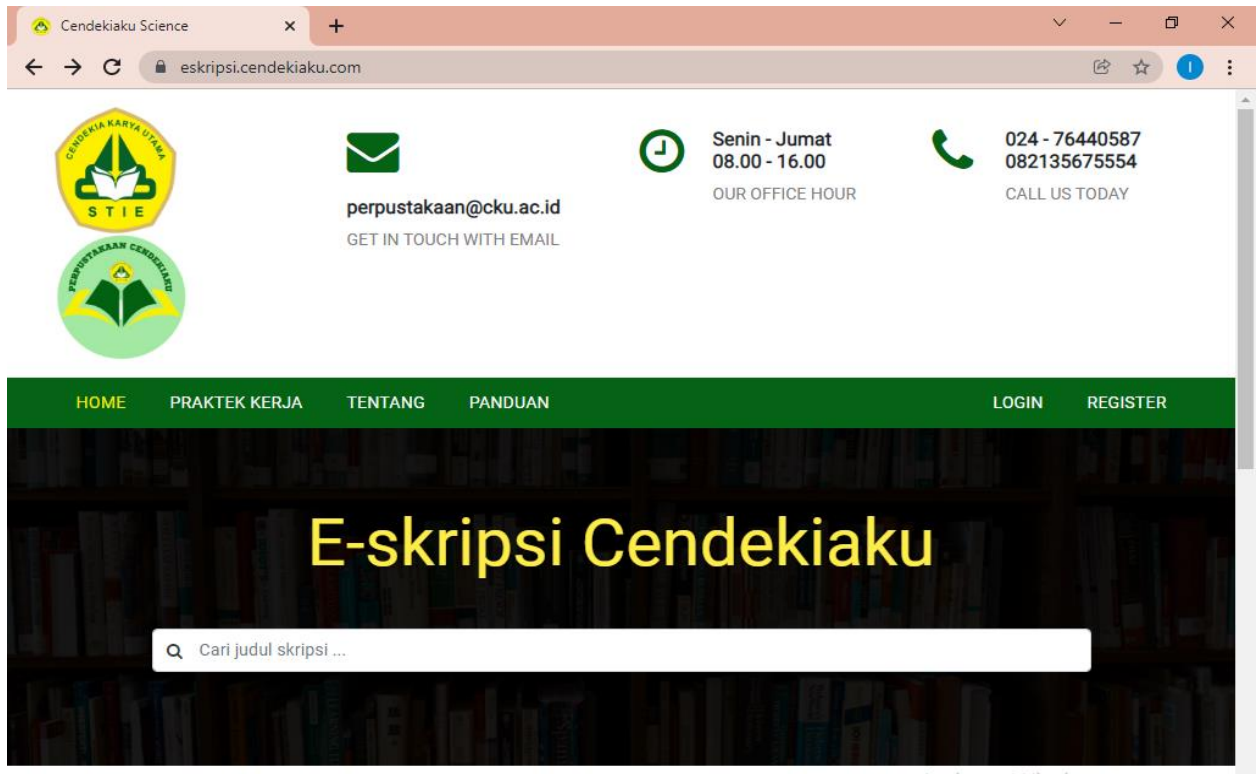 Cendekiaku Science
eskripsi.cendekiaku.com
I
CENDEKIA KARYA UTAMA
STIE
PERPUSTAKAAN CENDEKIAKU
perpustakaan@cku.ac.id
GET IN TOUCH WITH EMAIL
Senin - Jumat
08.00 - 16.00
OUR OFFICE HOUR
024 - 76440587
082135675554
CALL US TODAY
HOME PRAKTEK KERJA TENTANG PANDUAN LOGIN REGISTER
E-skripsi Cendekiaku
Cari judul skripsi ...